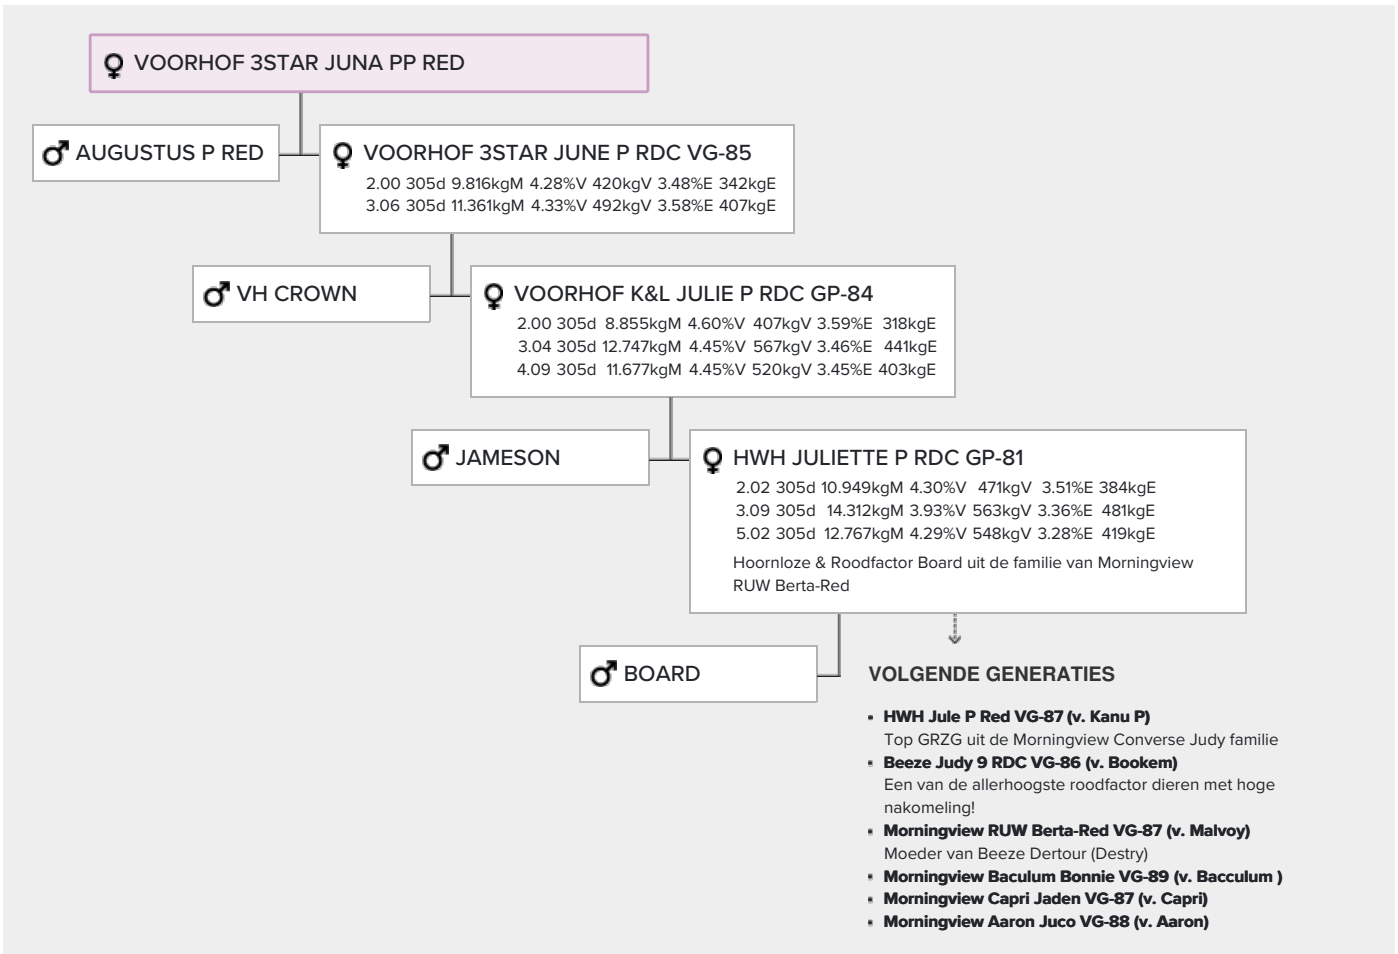 VOORHOF 3STAR JUNA PP RED
AUGUSTUS P RED
VOORHOF 3STAR JUNE P RDC VG-85
2.00 305d 9.816kgM 4.28%V 420kgV 3.48%E 342kgE
3.06 305d 11.361kgM 4.33%V 492kgV 3.58%E 407kgE
VH CROWN
VOORHOF K&L JULIE P RDC GP-84
2.00 305d 8.855kgM 4.60%V 407kgV 3.59%E 318kgE
3.04 305d 12.747kgM 4.45%V 567kgV 3.46%E 441kgE
4.09 305d 11.677kgM 4.45%V 520kgV 3.45%E 403kgE
JAMESON
HWH JULIETTE P RDC GP-81
2.02 305d 10.949kgM 4.30%V 471kgV 3.51%E 384kgE
3.09 305d 14.312kgM 3.93%V 563kgV 3.36%E 481kgE
5.02 305d 12.767kgM 4.29%V 548kgV 3.28%E 419kgE
Hoornloze & Roodfactor Board uit de familie van Morningview
RUW Berta-Red
BOARD
VOLGENDE GENERATIES
▪ HWH Jule P Red VG-87 (v. Kanu P)
Top GRZG uit de Morningview Converse Judy familie
▪ Beeze Judy 9 RDC VG-86 (v. Bookem)
Een van de allerhoogste roodfactor dieren met hoge
nakomeling!
▪ Morningview RUW Berta-Red VG-87 (v. Malvoy)
Moeder van Beeze Dertour (Destry)
▪ Morningview Baculum Bonnie VG-89 (v. Bacculum )
▪ Morningview Capri Jaden VG-87 (v. Capri)
▪ Morningview Aaron Juco VG-88 (v. Aaron)